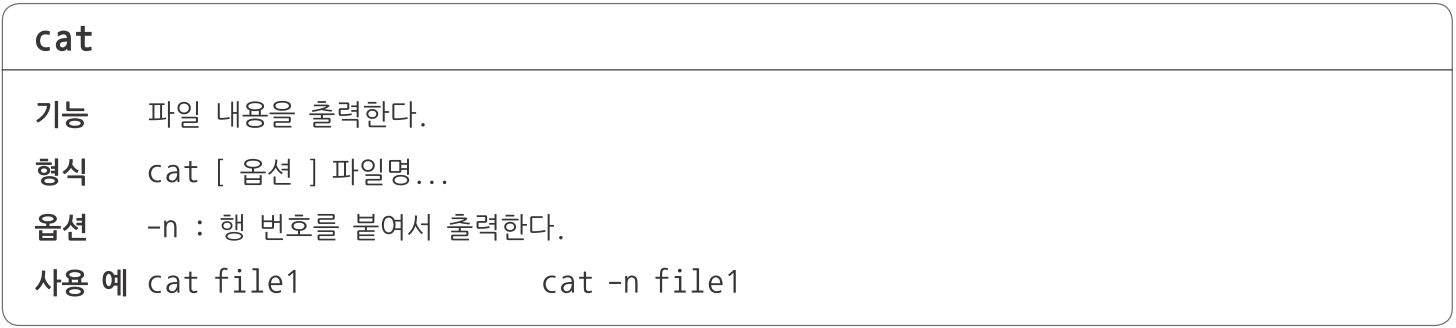 cat
기능 파일 내용을 출력한다.
형식 cat [ 옵션 ] 파일명...
옵션 -n : 행 번호를 붙여서 출력한다.
사용 예 cat file1 cat -n file1